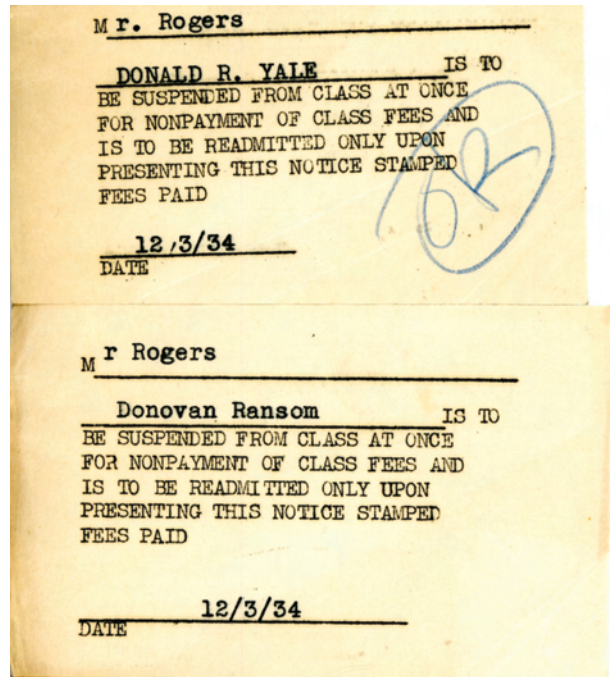 Mr. Rogers
DONALD R. YALE IS TO
BE SUSPENDED FROM CLASS AT ONCE
FOR NONPAYMENT OF CLASS FEES AND
IS TO BE READMITTED ONLY UPON
PRESENTING THIS NOTICE STAMPED
FEES PAID
12/3/34
DATE
Mr Rogers
Donovan Ransom IS TO
BE SUSPENDED FROM CLASS AT ONCE
FOR NONPAYMENT OF CLASS FEES AND
IS TO BE READMITTED ONLY UPON
PRESENTING THIS NOTICE STAMPED
FEES PAID
12/3/34
DATE